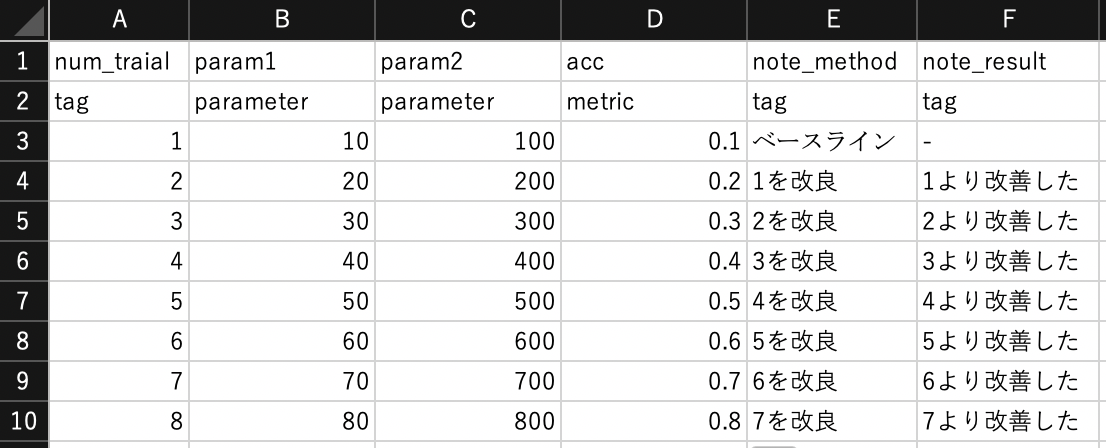 A B C D E F
1 num_traial param1 param2 acc note_method note_result
2 tag parameter parameter metric tag tag
3 1 10 100 0.1 ベースライン -
4 2 20 200 0.2 1を改良 1より改善した
5 3 30 300 0.3 2を改良 2より改善した
6 4 40 400 0.4 3を改良 3より改善した
7 5 50 500 0.5 4を改良 4より改善した
8 6 60 600 0.6 5を改良 5より改善した
9 7 70 700 0.7 6を改良 6より改善した
10 8 80 800 0.8 7を改良 7より改善した